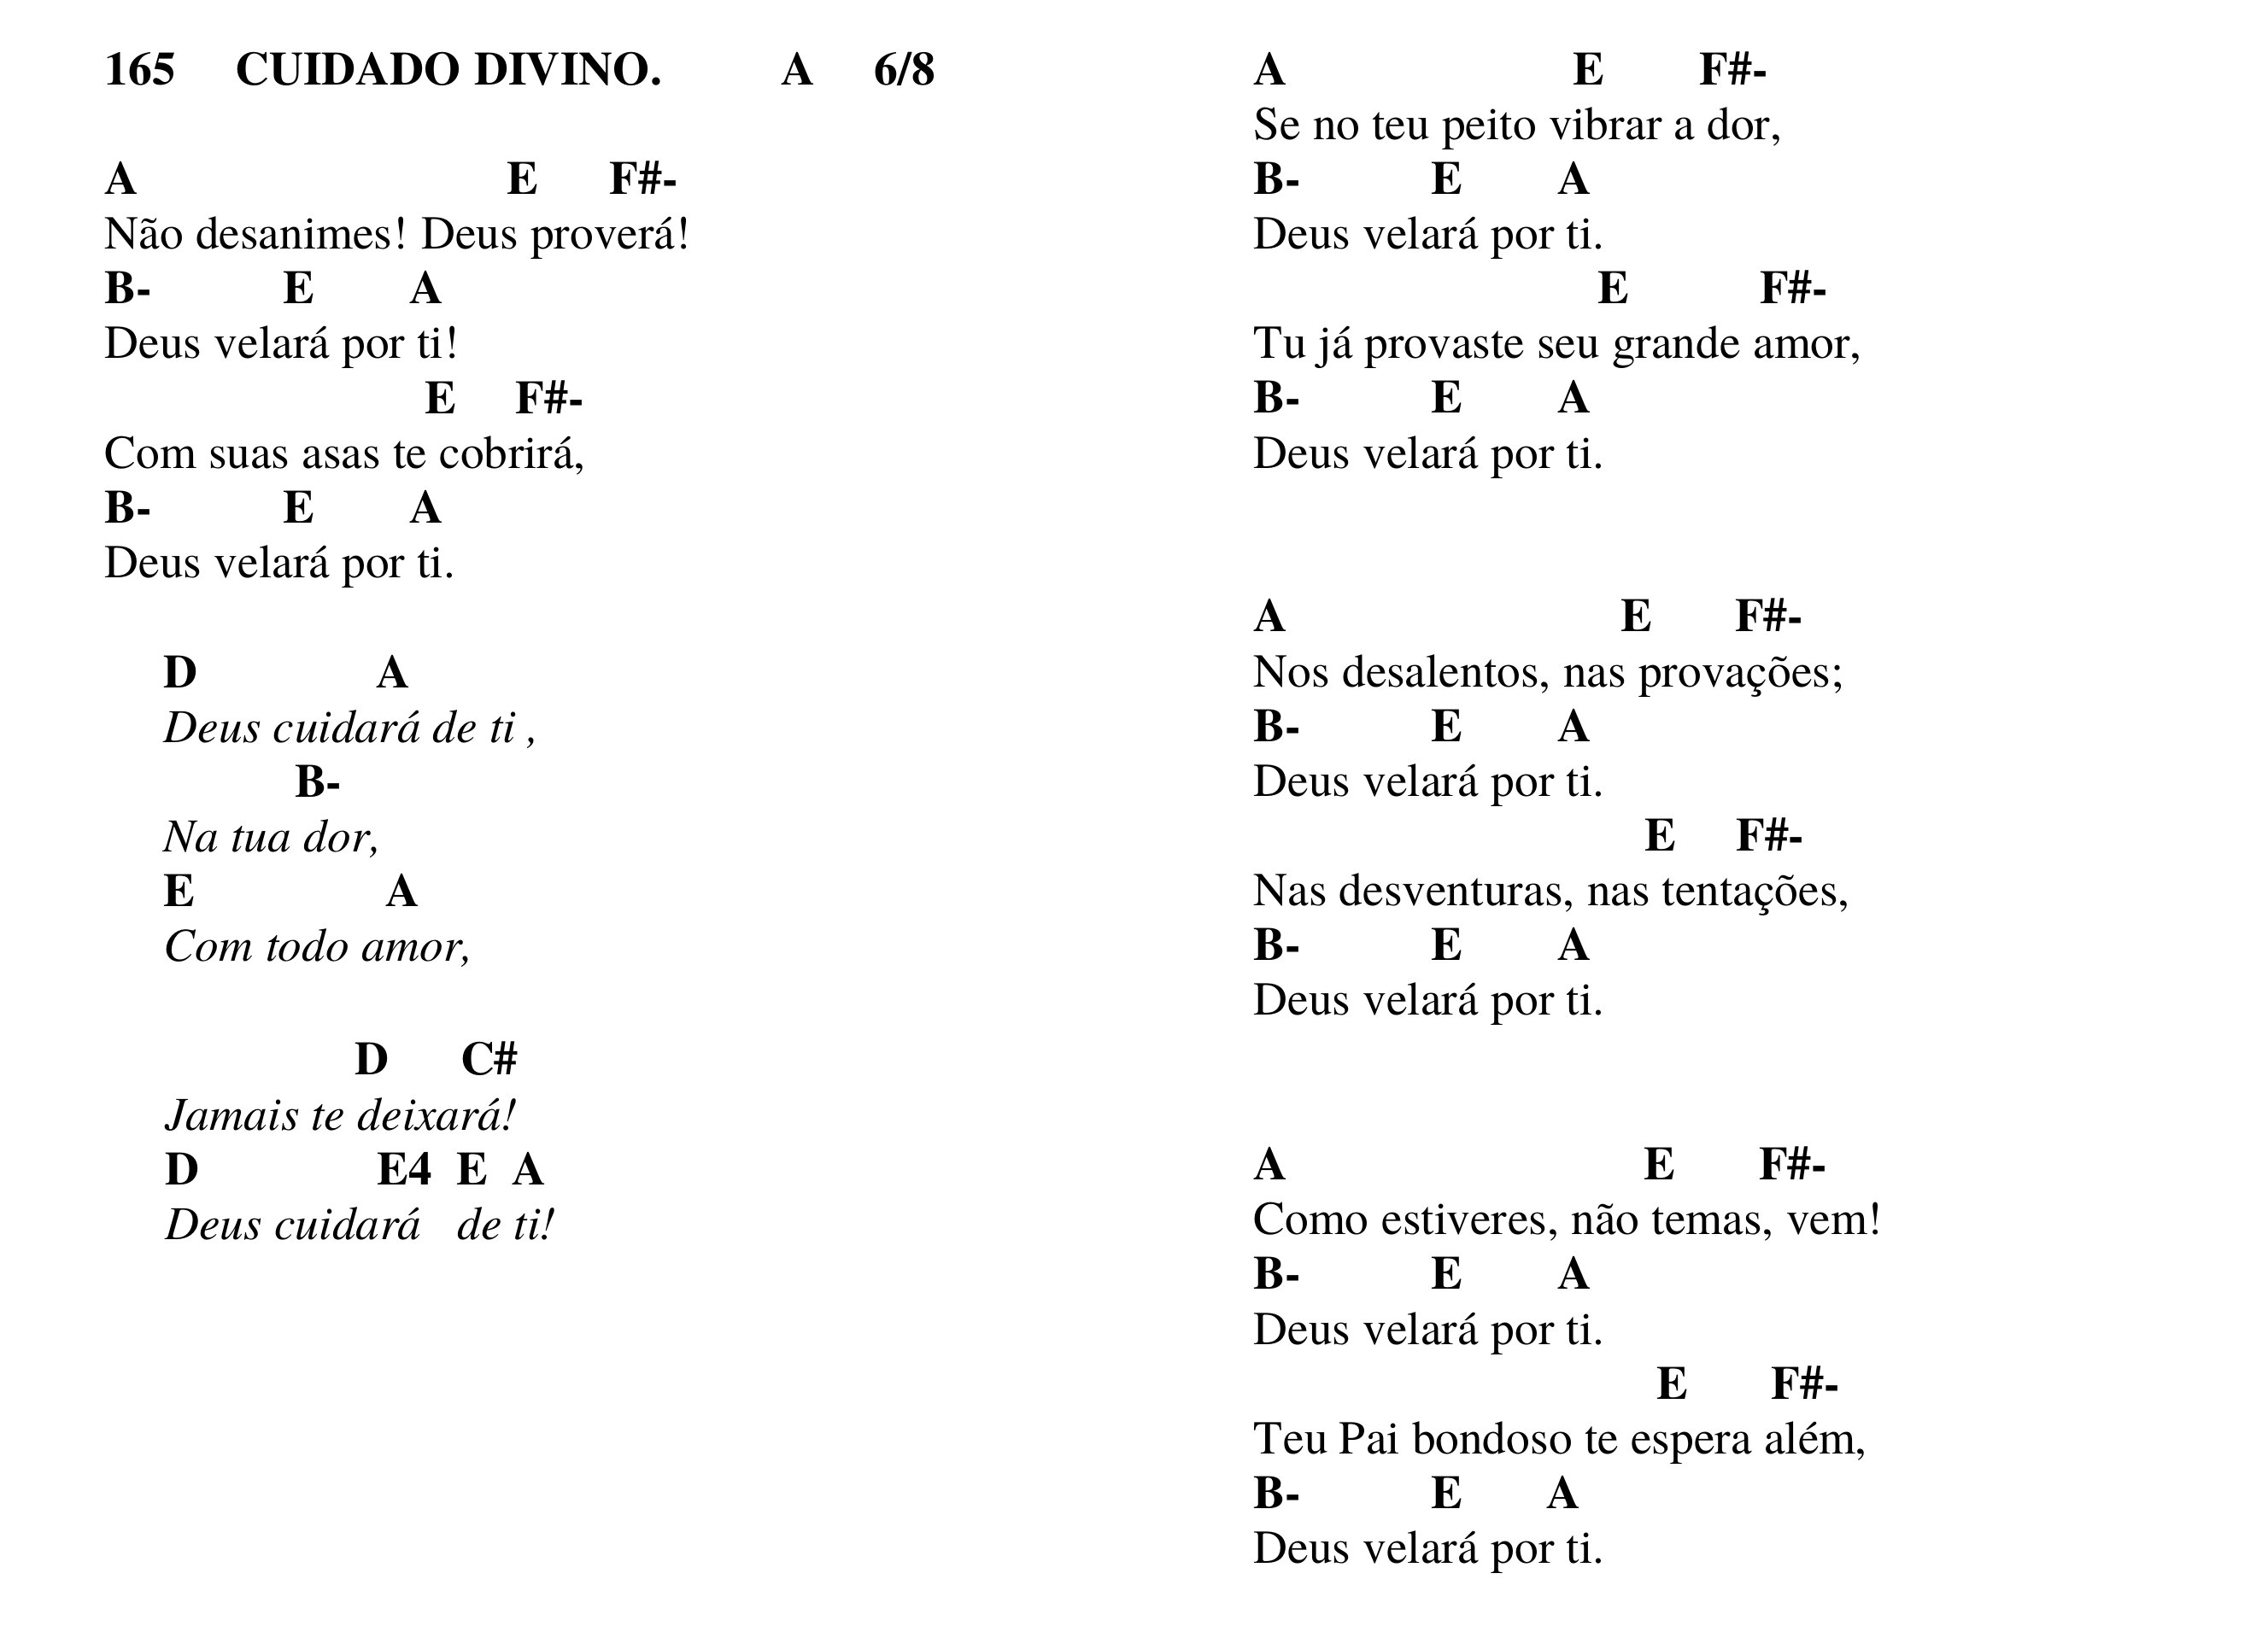 165 CUIDADO DIVINO. A 6/8
A E F#-
Não desanimes! Deus proverá!
B- E A
Deus velará por ti!
E F#-
Com suas asas te cobrirá,
B- E A
Deus velará por ti.
D A
Deus cuidará de ti ,
B-
Na tua dor,
E A
Com todo amor,
D C#
Jamais te deixará!
D E4 E A
Deus cuidará de ti!
A E F#-
Se no teu peito vibrar a dor,
B- E A
Deus velará por ti.
E F#-
Tu já provaste seu grande amor,
B- E A
Deus velará por ti.
A E F#-
Nos desalentos, nas provações;
B- E A
Deus velará por ti.
E F#-
Nas desventuras, nas tentações,
B- E A
Deus velará por ti.
A E F#-
Como estiveres, não temas, vem!
B- E A
Deus velará por ti.
E F#-
Teu Pai bondoso te espera além,
B- E A
Deus velará por ti.